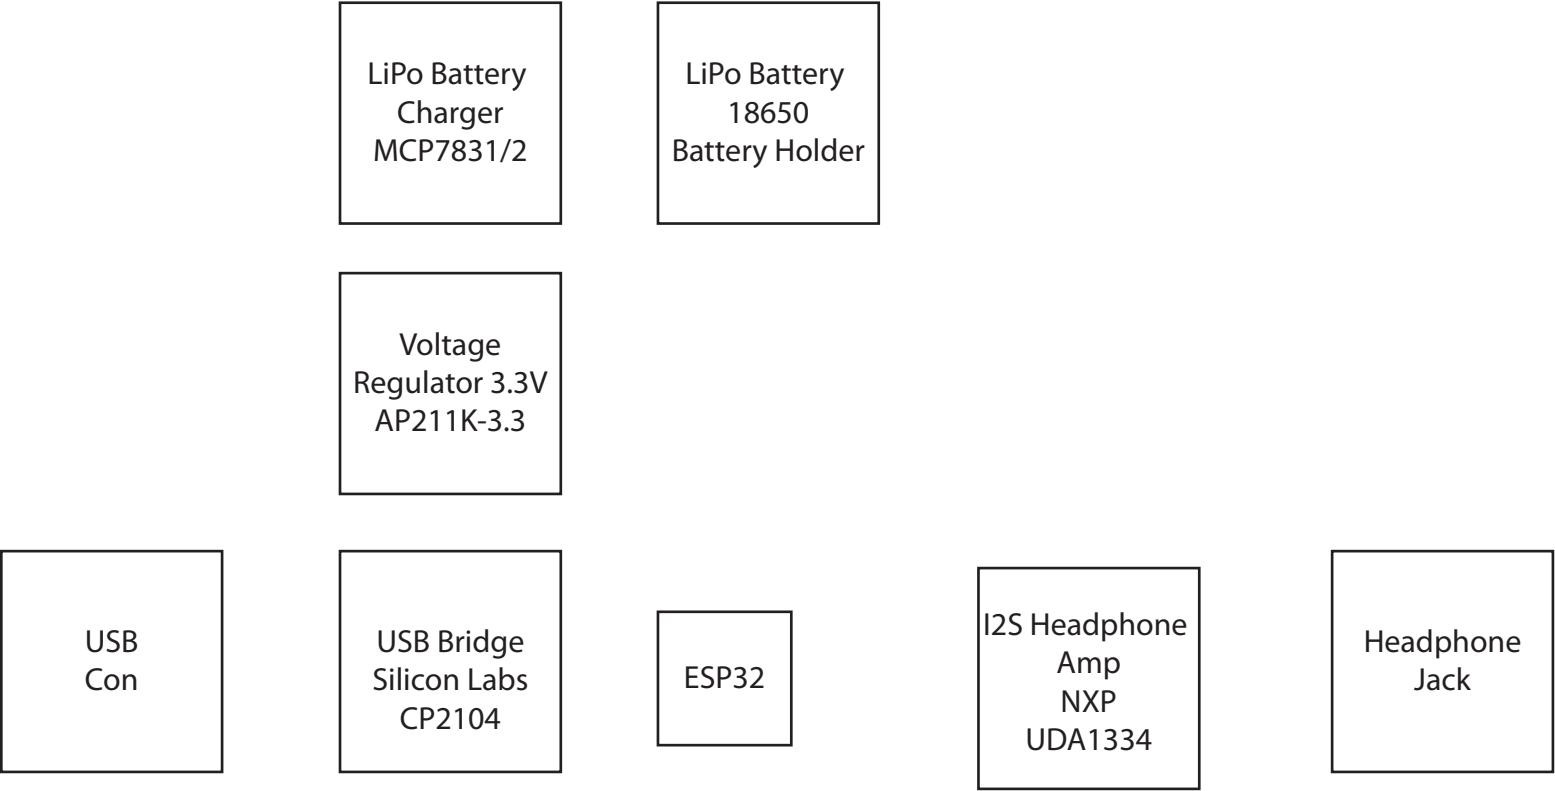 LiPo Battery
Charger
MCP7831/2
LiPo Battery
18650
Battery Holder
Voltage
Regulator 3.3V
AP211K-3.3
USB
Con
USB Bridge
Silicon Labs
CP2104
ESP32
I2S Headphone
Amp
NXP
UDA1334
Headphone
Jack